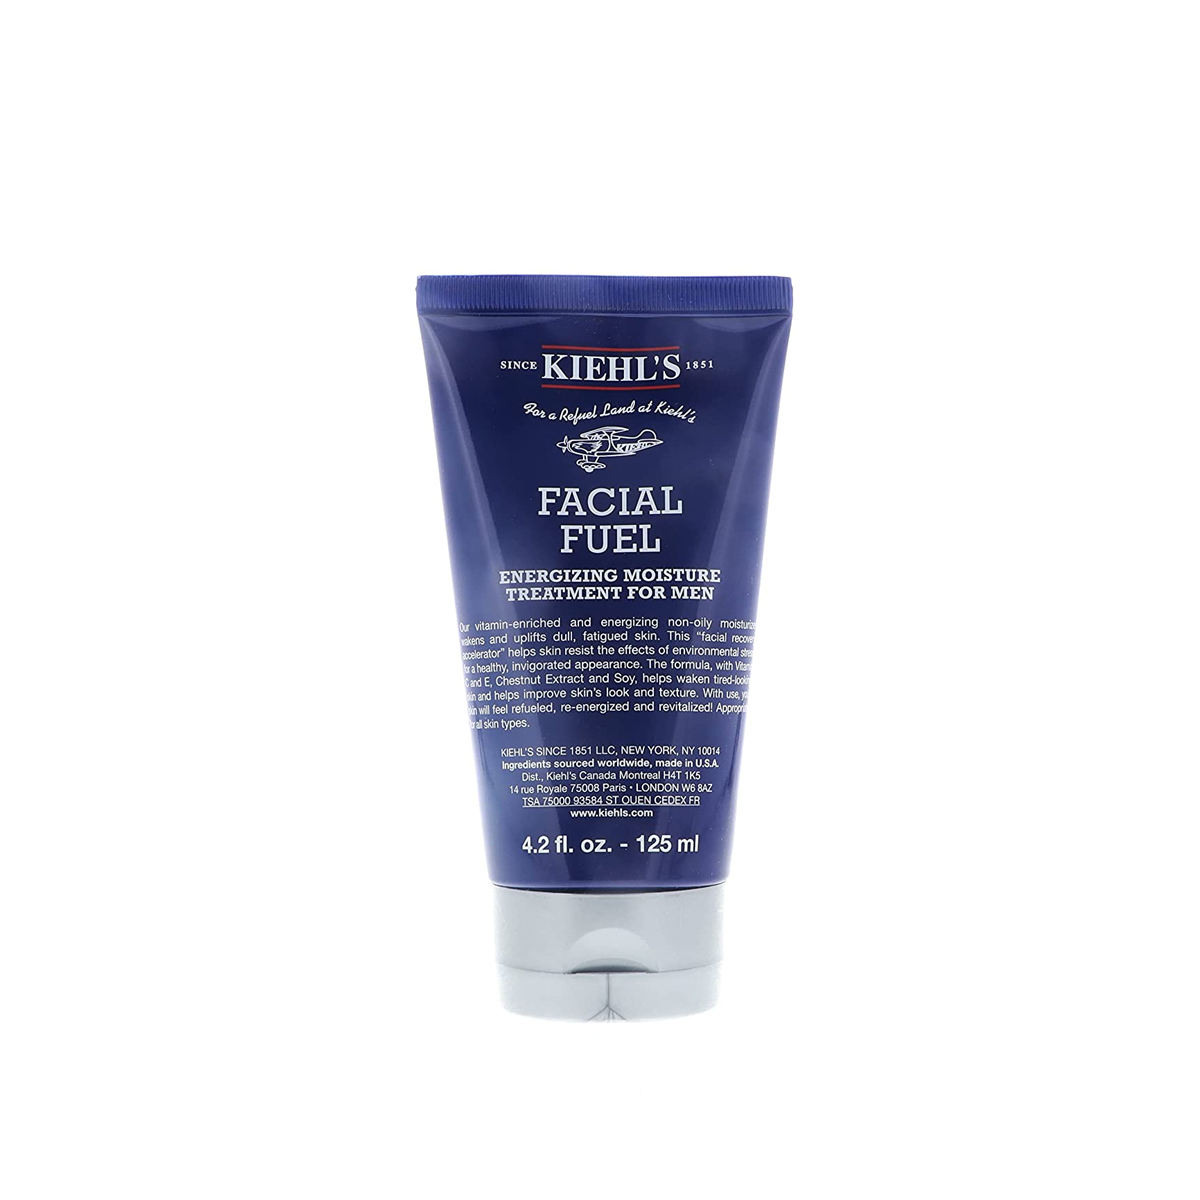 SINCE KIEHL'S 1851
For a Refuel Land at Kiehl's
KIEHL'S
FACIAL
FUEL
ENERGIZING MOISTURE
TREATMENT FOR MEN
Our vitamin-enriched and energizing non-oily
and uplifts dull, fatigued skin. This "facial
accelerator" helps skin resist the effects of environmental
for a healthy, invigorated appearance. The formula, with
C and E, Chestnut Extract and Soy, helps waken
and helps improve skin's look and texture. With use,
will feel refueled, re-energized and revitalized!
all skin types.
KIEHL'S SINCE 1851 LLC, NEW YORK, NY 10014
Ingredients sourced worldwide, made in U.S.A.
Dist., Kiehl's Canada Montreal H4T 1K5
14 rue Royale 75008 Paris • LONDON W6 8AZ
TSA 75000 93584 ST OUEN CEDEX FR
www.kiehls.com
4.2 fl. oz. - 125 ml